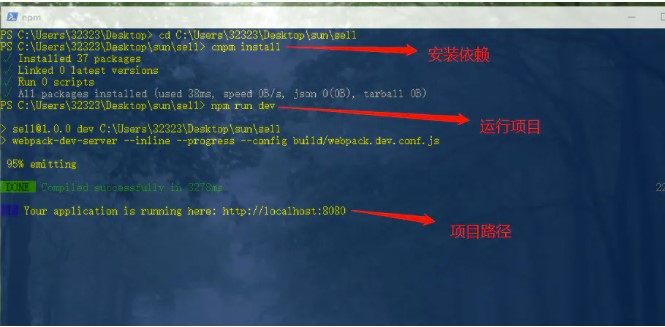 npm
PS C:\Users\32323\Desktop> cd C:\Users\32323\Desktop\sun\sell
PS C:\Users\32323\Desktop\sun\sell> cnpm install
安装依赖
√ Installed 37 packages
√ Linked 0 latest versions
√ Run 0 scripts
√ All packages installed (used 38ms, speed 0B/s, json 0(0B), tarball 0B)
PS C:\Users\32323\Desktop\sun\sell> npm run dev
运行项目
> sell@1.0.0 dev C:\Users\32323\Desktop\sun\sell
> webpack-dev-server --inline --progress --config build/webpack.dev.conf.js
95% emitting
DONE Compiled successfully in 3272ms
22
Your application is running here: http://localhost:8080
项目路径